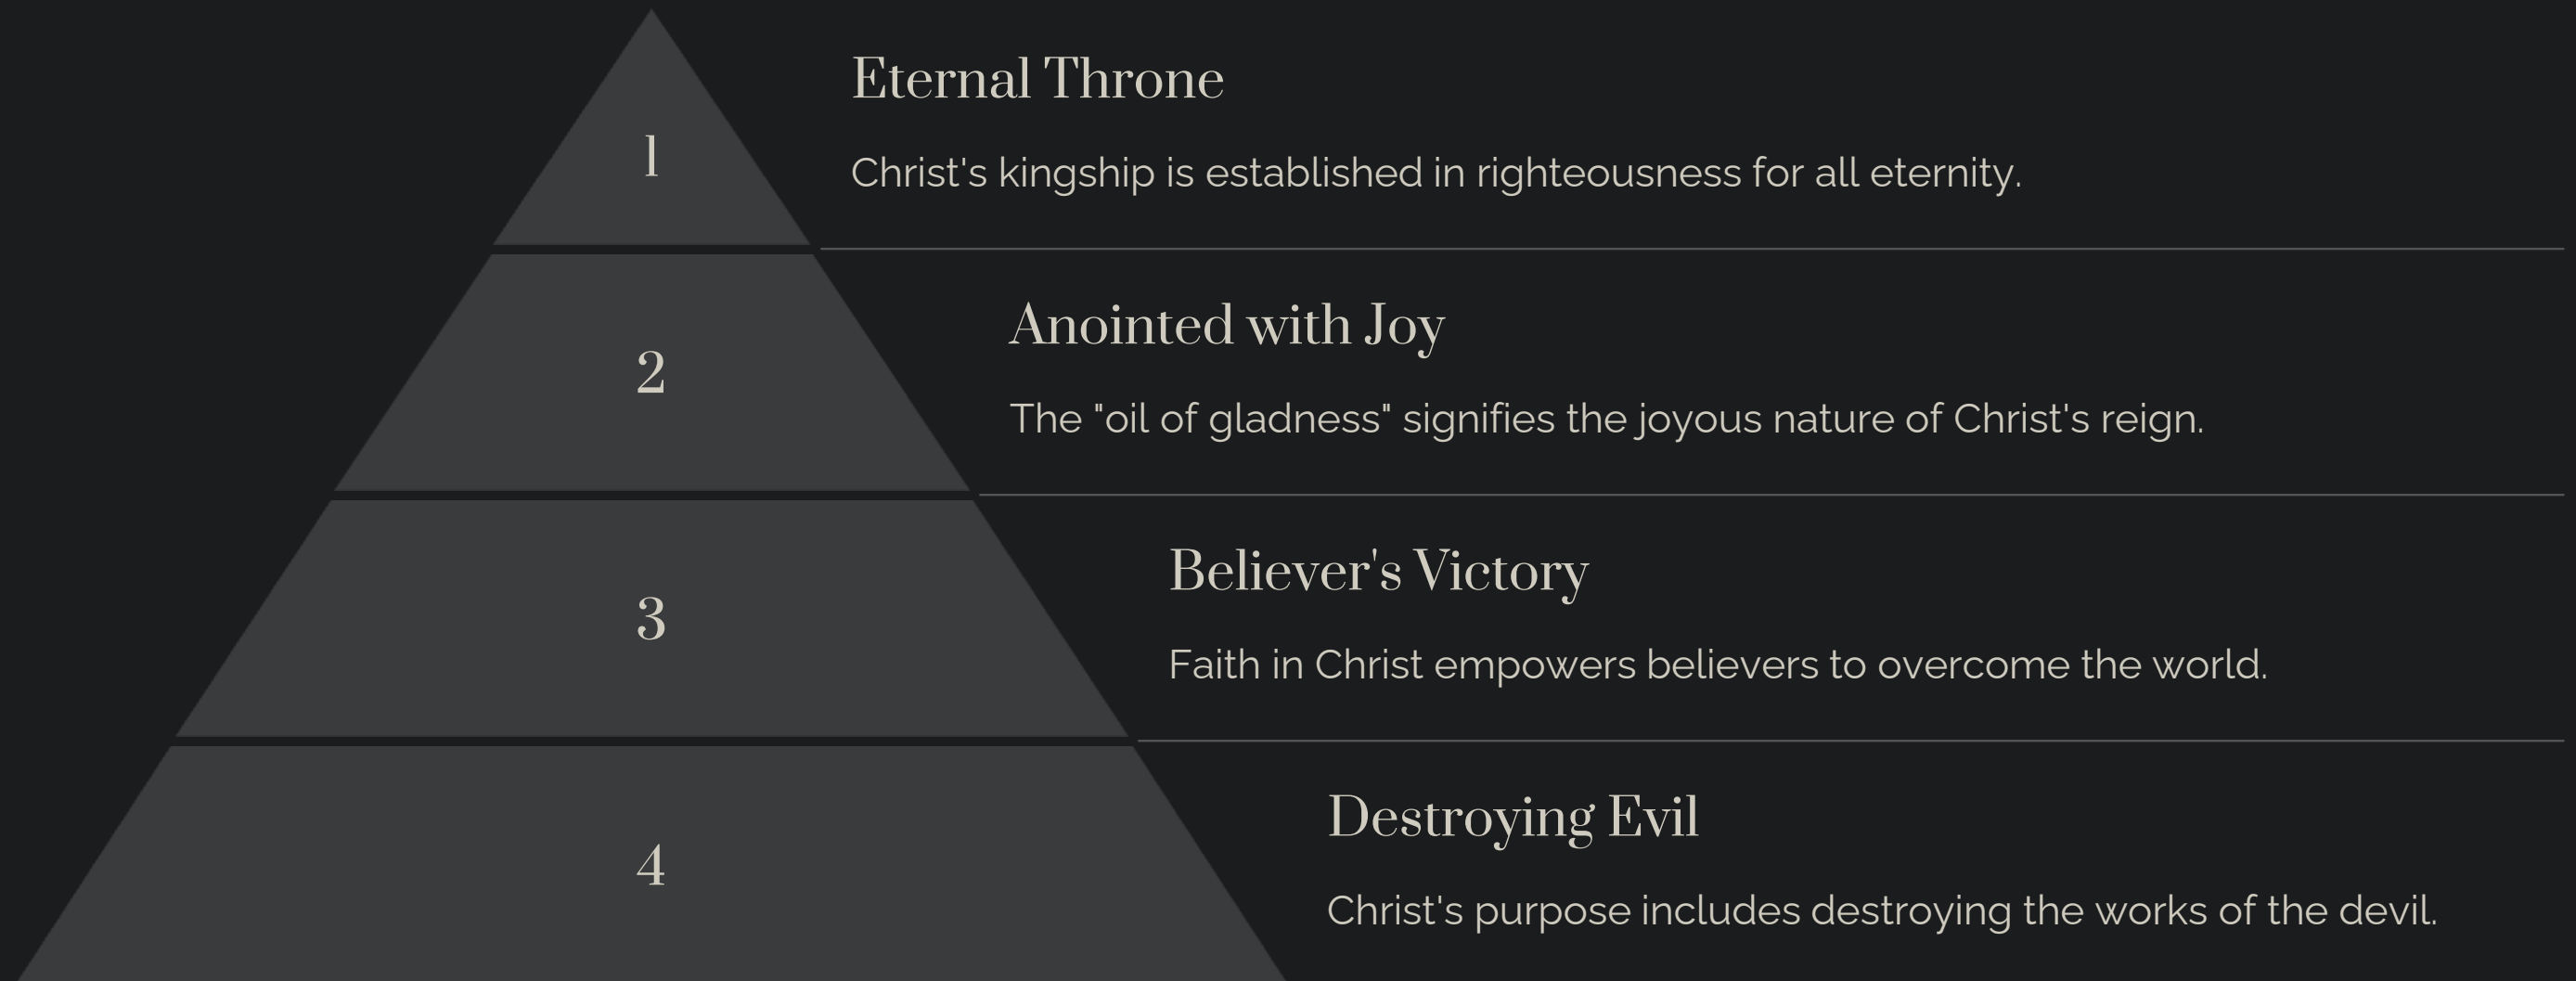 1
Eternal Throne
Christ's kingship is established in righteousness for all eternity.
2
Anointed with Joy
The "oil of gladness" signifies the joyous nature of Christ's reign.
3
Believer's Victory
Faith in Christ empowers believers to overcome the world.
4
Destroying Evil
Christ's purpose includes destroying the works of the devil.